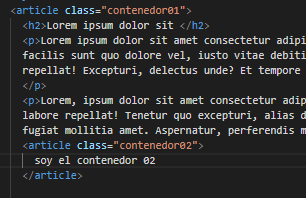 <article class="contenedor01">
<h2>Lorem ipsum dolor sit </h2>
<p>Lorem ipsum dolor sit amet consectetur adipi
facilis sunt quo dolore vel, iusto vitae debiti
repellat! Excepturi, delectus unde? Et tempore
</p>
<p>Lorem, ipsum dolor sit amet consectetur adip
labore repellat! Tenetur quo excepturi, alias d
fugiat mollitia amet. Aspernatur, perferendis m
<article class="contenedor02">
soy el contenedor 02
</article>